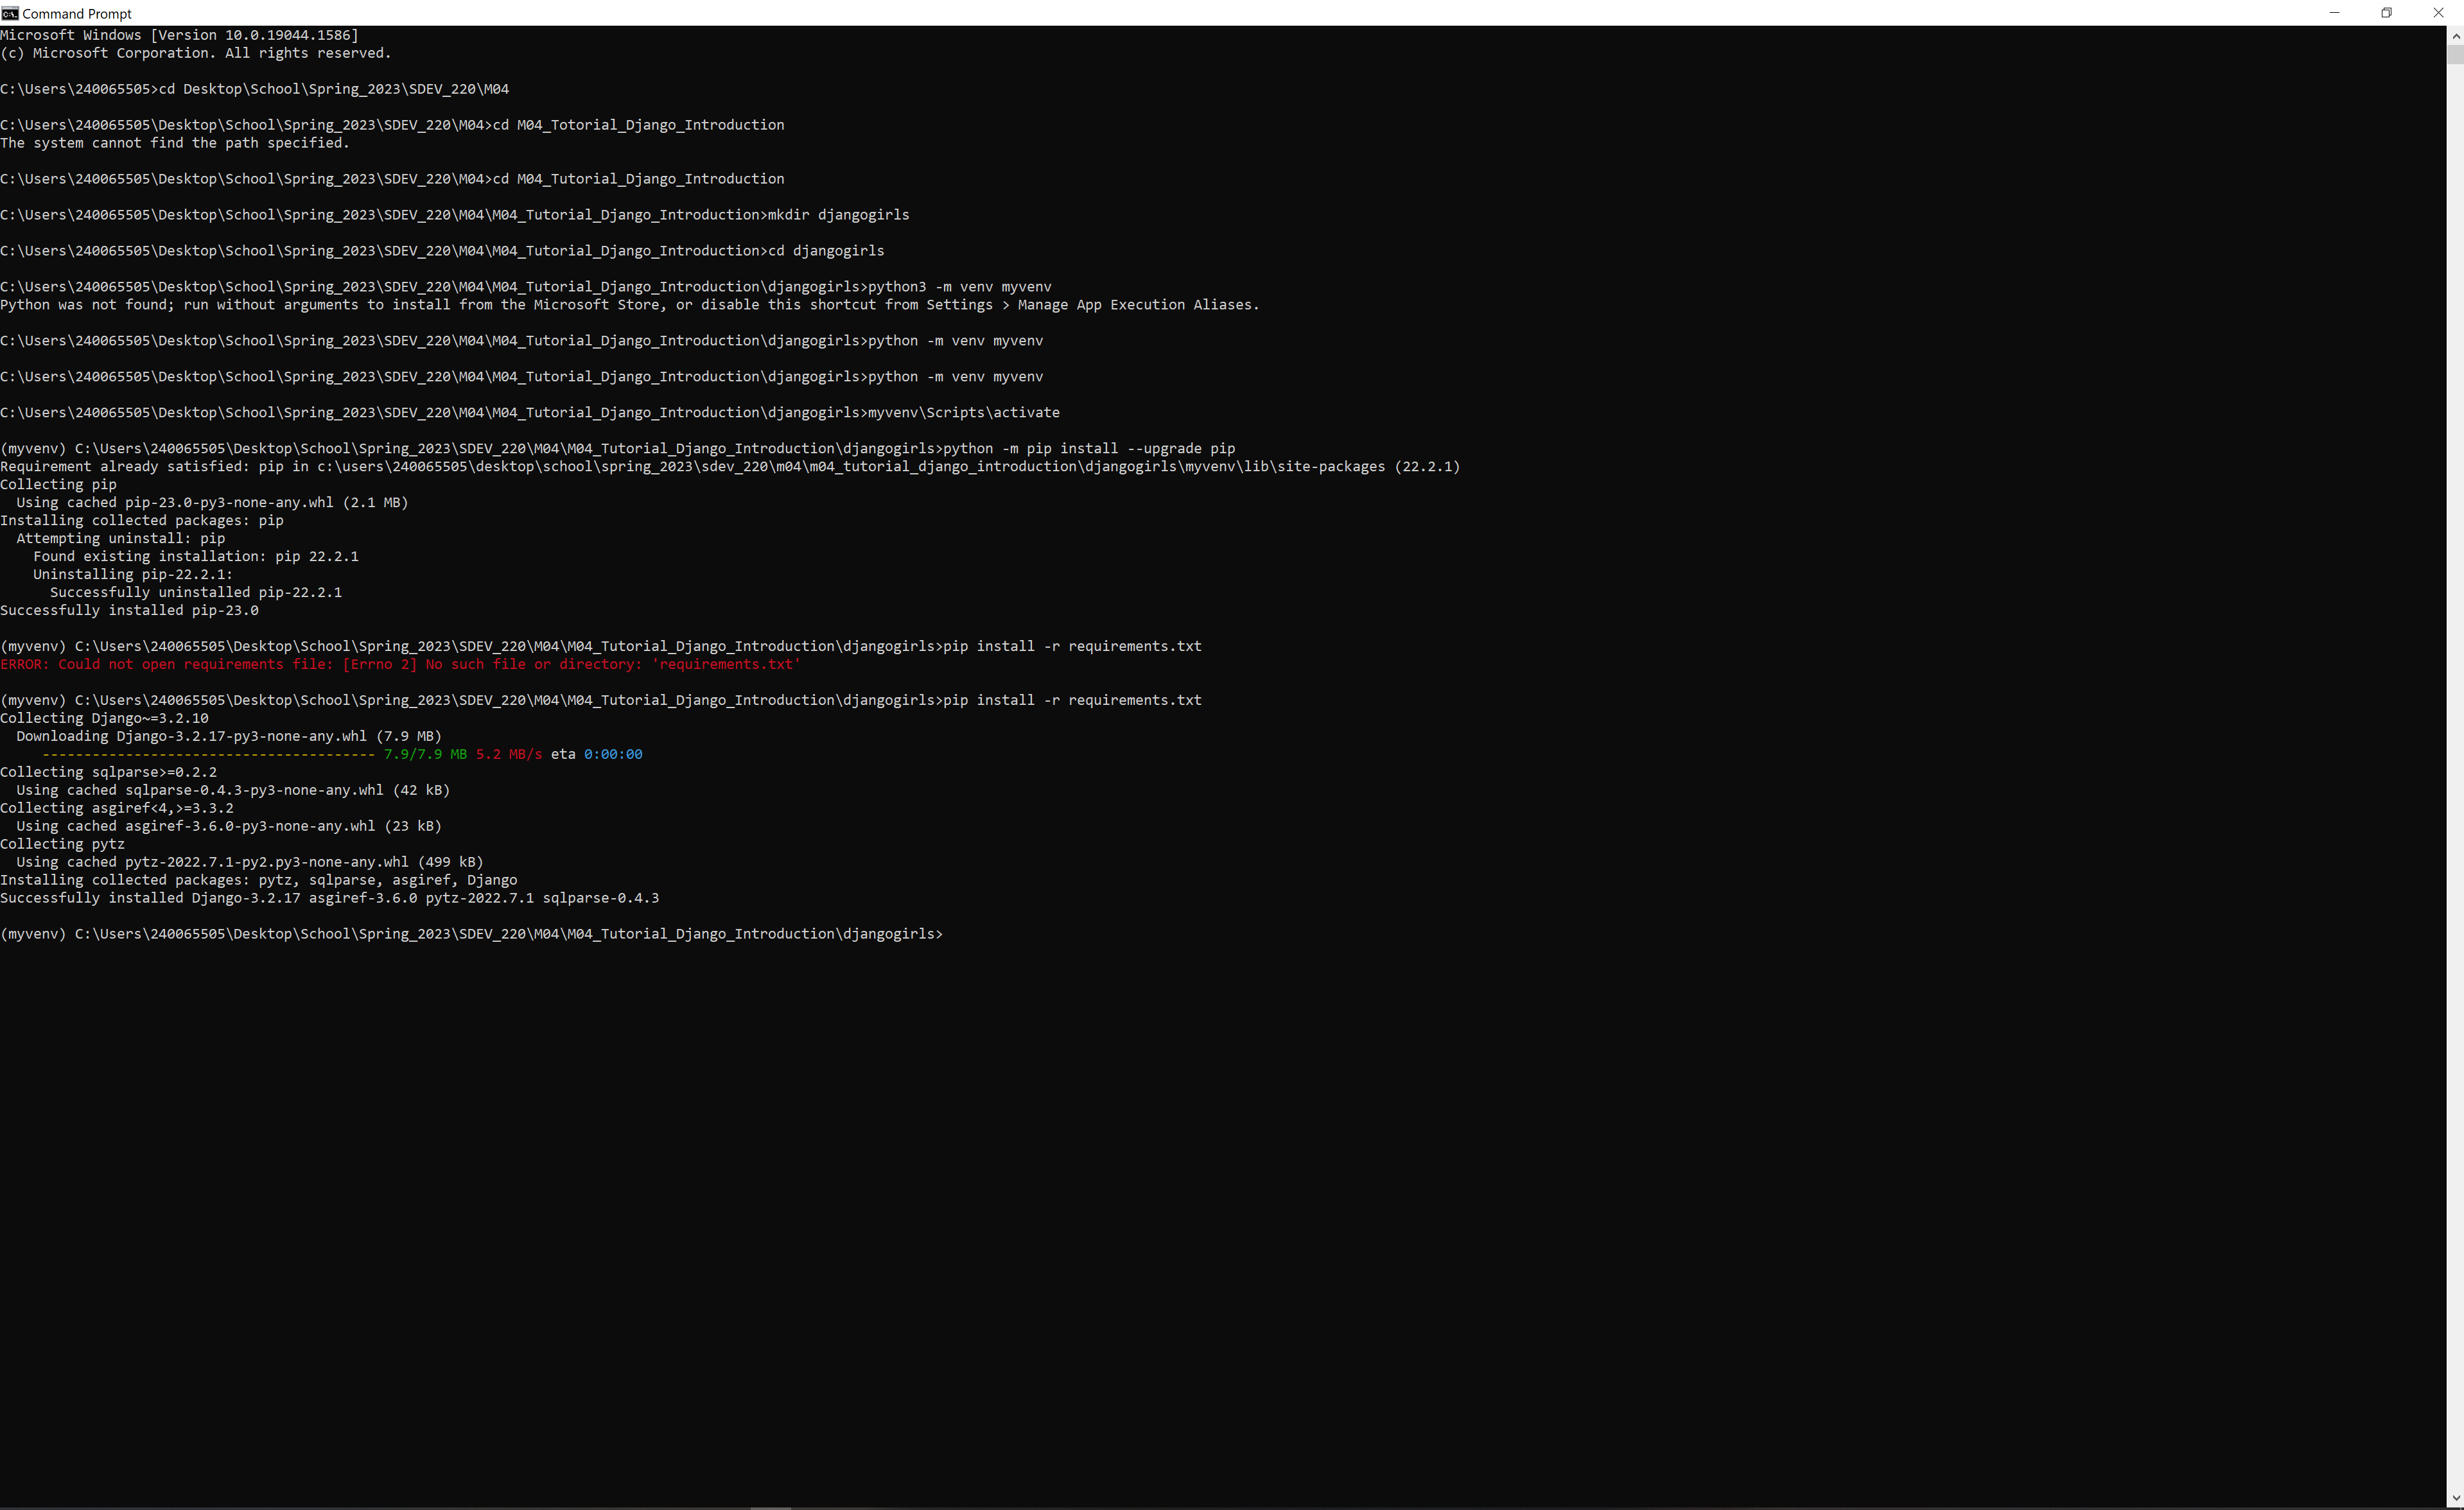 Command Prompt
Microsoft Windows [Version 10.0.19044.1586]
(c) Microsoft Corporation. All rights reserved.
C:\Users\240065505>cd Desktop\School\Spring_2023\SDEV_220\M04
C:\Users\240065505\Desktop\School\Spring_2023\SDEV_220\M04>cd M04_Totorial_Django_Introduction
The system cannot find the path specified.
C:\Users\240065505\Desktop\School\Spring_2023\SDEV_220\M04>cd M04_Tutorial_Django_Introduction
C:\Users\240065505\Desktop\School\Spring_2023\SDEV_220\M04\M04_Tutorial_Django_Introduction>mkdir djangogirls
C:\Users\240065505\Desktop\School\Spring_2023\SDEV_220\M04\M04_Tutorial_Django_Introduction>cd djangogirls
C:\Users\240065505\Desktop\School\Spring_2023\SDEV_220\M04\M04_Tutorial_Django_Introduction\djangogirls>python3 -m venv myvenv
Python was not found; run without arguments to install from the Microsoft Store, or disable this shortcut from Settings > Manage App Execution Aliases.
C:\Users\240065505\Desktop\School\Spring_2023\SDEV_220\M04\M04_Tutorial_Django_Introduction\djangogirls>python -m venv myvenv
C:\Users\240065505\Desktop\School\Spring_2023\SDEV_220\M04\M04_Tutorial_Django_Introduction\djangogirls>python -m venv myvenv
C:\Users\240065505\Desktop\School\Spring_2023\SDEV_220\M04\M04_Tutorial_Django_Introduction\djangogirls>myvenv\Scripts\activate
(myvenv) C:\Users\240065505\Desktop\School\Spring_2023\SDEV_220\M04\M04_Tutorial_Django_Introduction\djangogirls>python -m pip install --upgrade pip
Requirement already satisfied: pip in c:\users\240065505\desktop\school\spring_2023\sdev_220\m04\m04_tutorial_django_introduction\djangogirls\myvenv\lib\site-packages (22.2.1)
Collecting pip
  Using cached pip-23.0-py3-none-any.whl (2.1 MB)
Installing collected packages: pip
  Attempting uninstall: pip
    Found existing installation: pip 22.2.1
    Uninstalling pip-22.2.1:
      Successfully uninstalled pip-22.2.1
Successfully installed pip-23.0
(myvenv) C:\Users\240065505\Desktop\School\Spring_2023\SDEV_220\M04\M04_Tutorial_Django_Introduction\djangogirls>pip install -r requirements.txt
ERROR: Could not open requirements file: [Errno 2] No such file or directory: 'requirements.txt'
(myvenv) C:\Users\240065505\Desktop\School\Spring_2023\SDEV_220\M04\M04_Tutorial_Django_Introduction\djangogirls>pip install -r requirements.txt
Collecting Django~=3.2.10
  Downloading Django-3.2.17-py3-none-any.whl (7.9 MB)
     ---------------------------------------- 7.9/7.9 MB 5.2 MB/s eta 0:00:00
Collecting sqlparse>=0.2.2
  Using cached sqlparse-0.4.3-py3-none-any.whl (42 kB)
Collecting asgiref<4,>=3.3.2
  Using cached asgiref-3.6.0-py3-none-any.whl (23 kB)
Collecting pytz
  Using cached pytz-2022.7.1-py2.py3-none-any.whl (499 kB)
Installing collected packages: pytz, sqlparse, asgiref, Django
Successfully installed Django-3.2.17 asgiref-3.6.0 pytz-2022.7.1 sqlparse-0.4.3
(myvenv) C:\Users\240065505\Desktop\School\Spring_2023\SDEV_220\M04\M04_Tutorial_Django_Introduction\djangogirls>